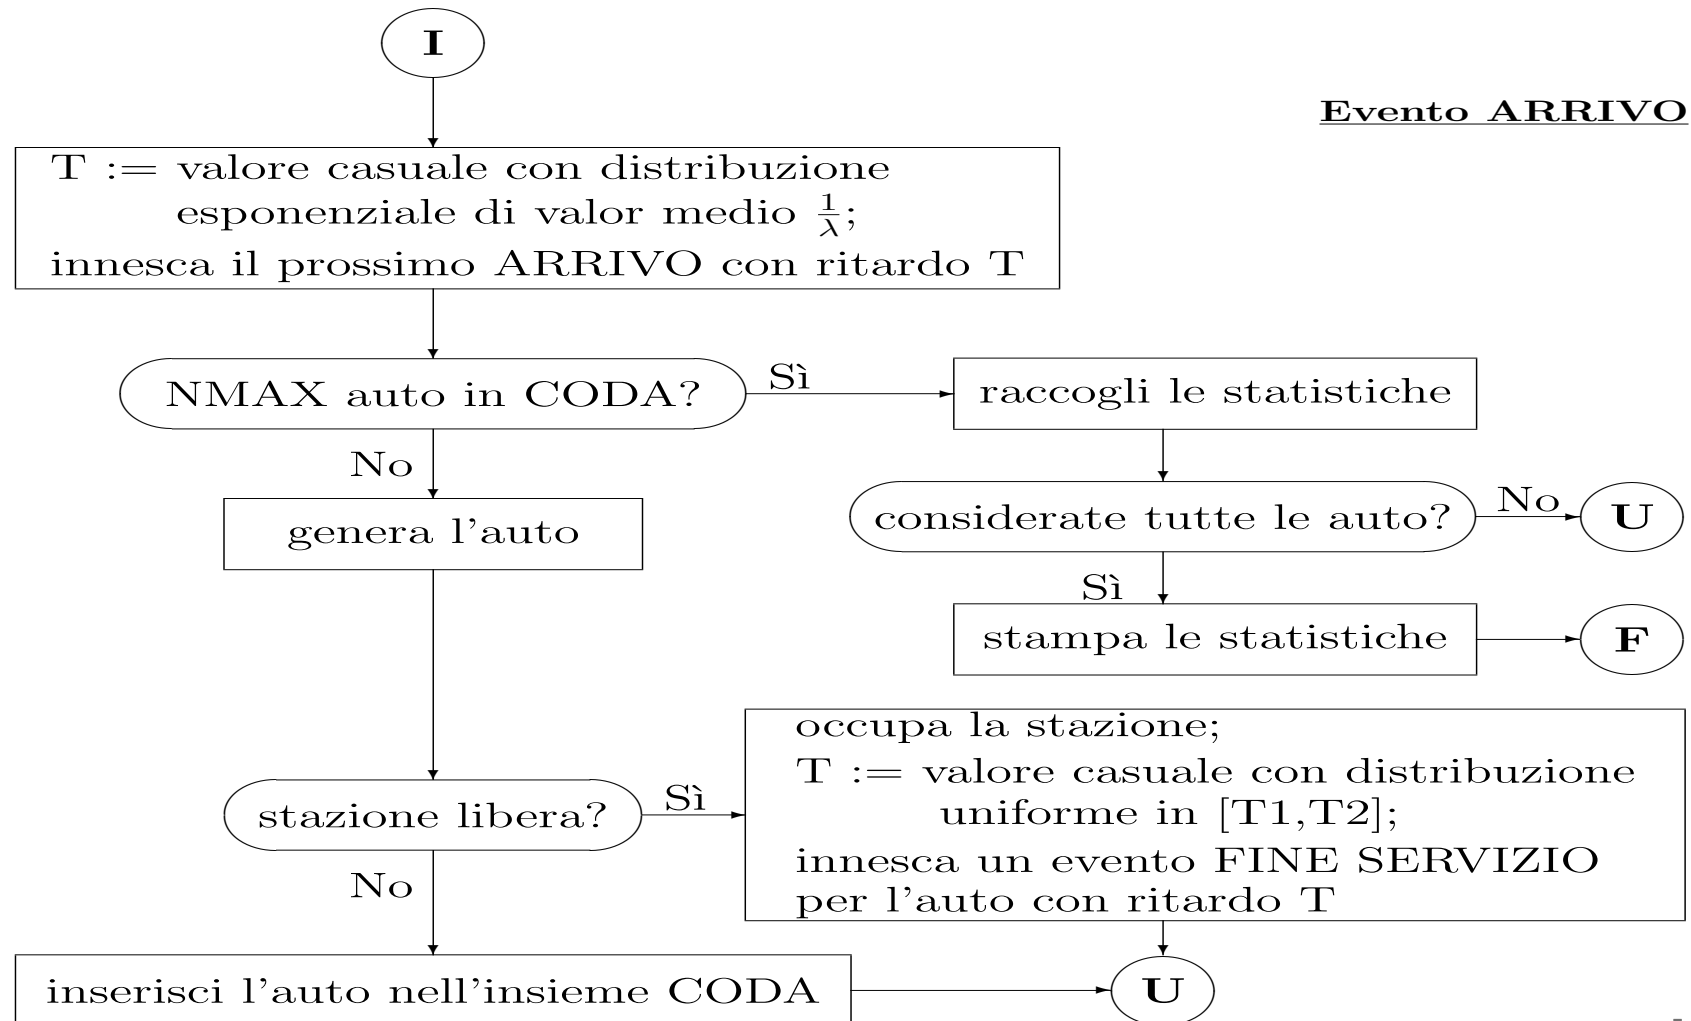 I
Evento ARRIVO
T := valore casuale con distribuzione
esponenziale di valor medio 1/λ;
innesca il prossimo ARRIVO con ritardo T
NMAX auto in CODA?
Sì
raccogli le statistiche
No
genera l'auto
considerate tutte le auto?
No
U
Sì
stampa le statistiche
F
stazione libera?
Sì
occupa la stazione;
T := valore casuale con distribuzione
uniforme in [T1,T2];
innesca un evento FINE SERVIZIO
per l'auto con ritardo T
No
inserisci l'auto nell'insieme CODA
U